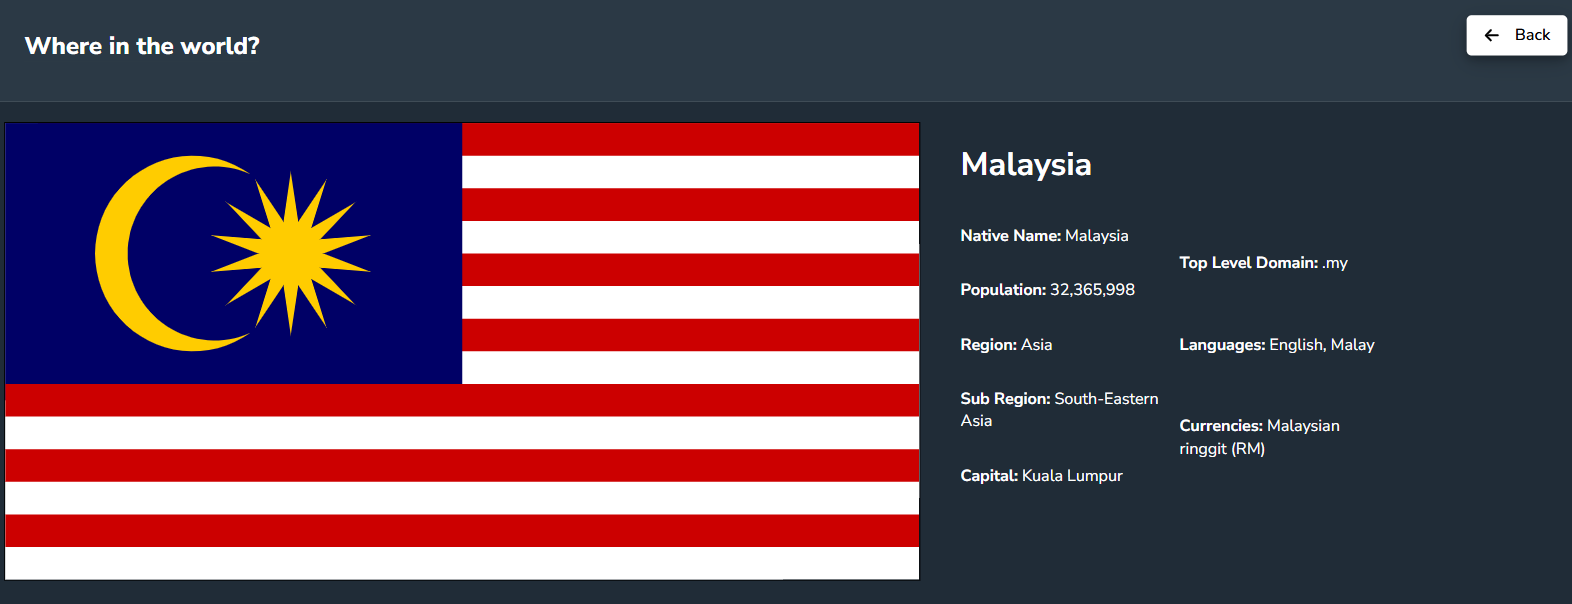 Where in the world?
Back
Malaysia
Native Name: Malaysia
Population: 32,365,998
Region: Asia
Sub Region: South-Eastern
Asia
Capital: Kuala Lumpur
Top Level Domain: .my
Languages: English, Malay
Currencies: Malaysian
ringgit (RM)